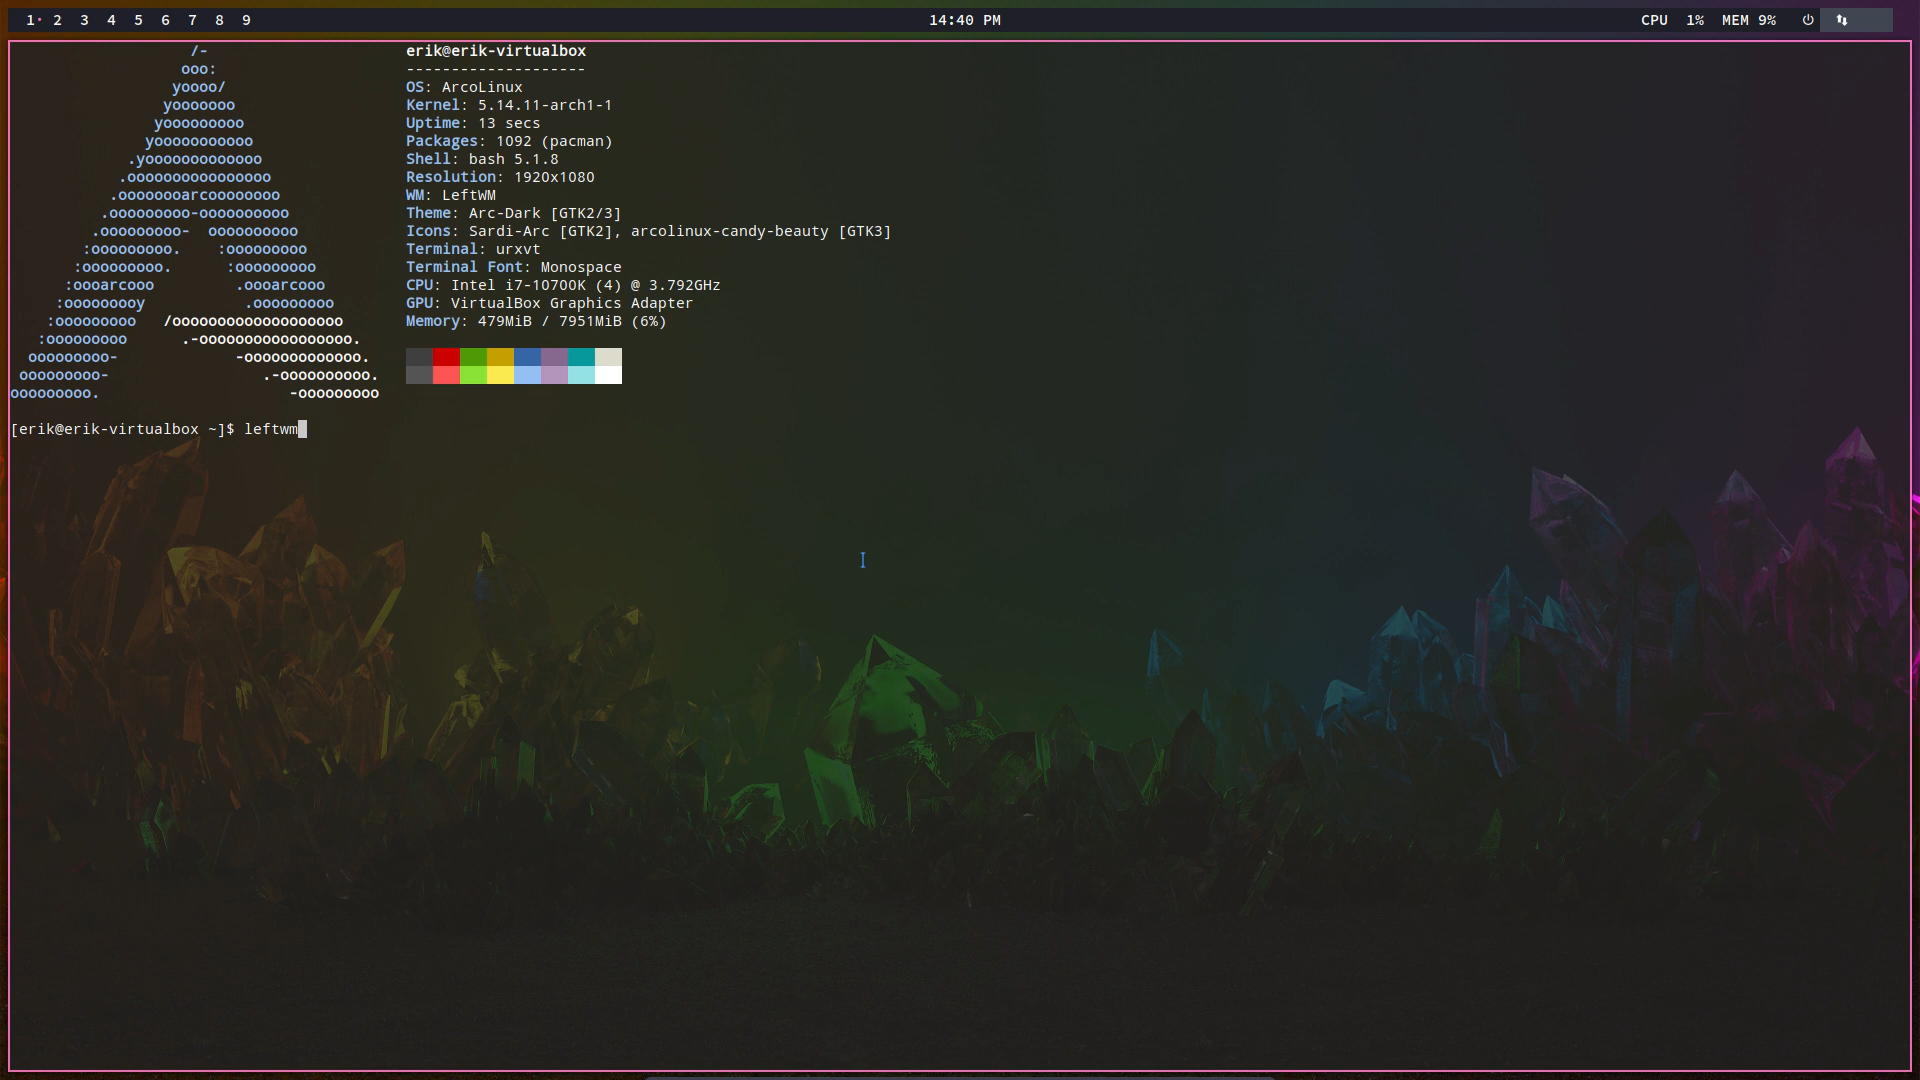 1 2 3 4 5 6 7 8 9 14:40 PM CPU 1% MEM 9%
/-
ooo:
yoooo/
yooooooo
yooooooooo
yooooooooooo
.yooooooooooooo
.oooooooooooooooo
.oooooooarcoooooooo
.ooooooooo-oooooooooo
.ooooooooo-  oooooooooo
:ooooooooo.    :ooooooooo
:ooooooooo.      :ooooooooo
:oooarcooo         .oooarcooo
:ooooooooy           .ooooooooo
:ooooooooo   /ooooooooooooooooooo
:ooooooooo      .-ooooooooooooooooo.
ooooooooo-             -ooooooooooooo.
ooooooooo-                 .-oooooooooo.
ooooooooo.                     -ooooooooo
erik@erik-virtualbox
--------------------
OS: ArcoLinux
Kernel: 5.14.11-arch1-1
Uptime: 13 secs
Packages: 1092 (pacman)
Shell: bash 5.1.8
Resolution: 1920x1080
WM: LeftWM
Theme: Arc-Dark [GTK2/3]
Icons: Sardi-Arc [GTK2], arcolinux-candy-beauty [GTK3]
Terminal: urxvt
Terminal Font: Monospace
CPU: Intel i7-10700K (4) @ 3.792GHz
GPU: VirtualBox Graphics Adapter
Memory: 479MiB / 7951MiB (6%)
[erik@erik-virtualbox ~]$ leftwm